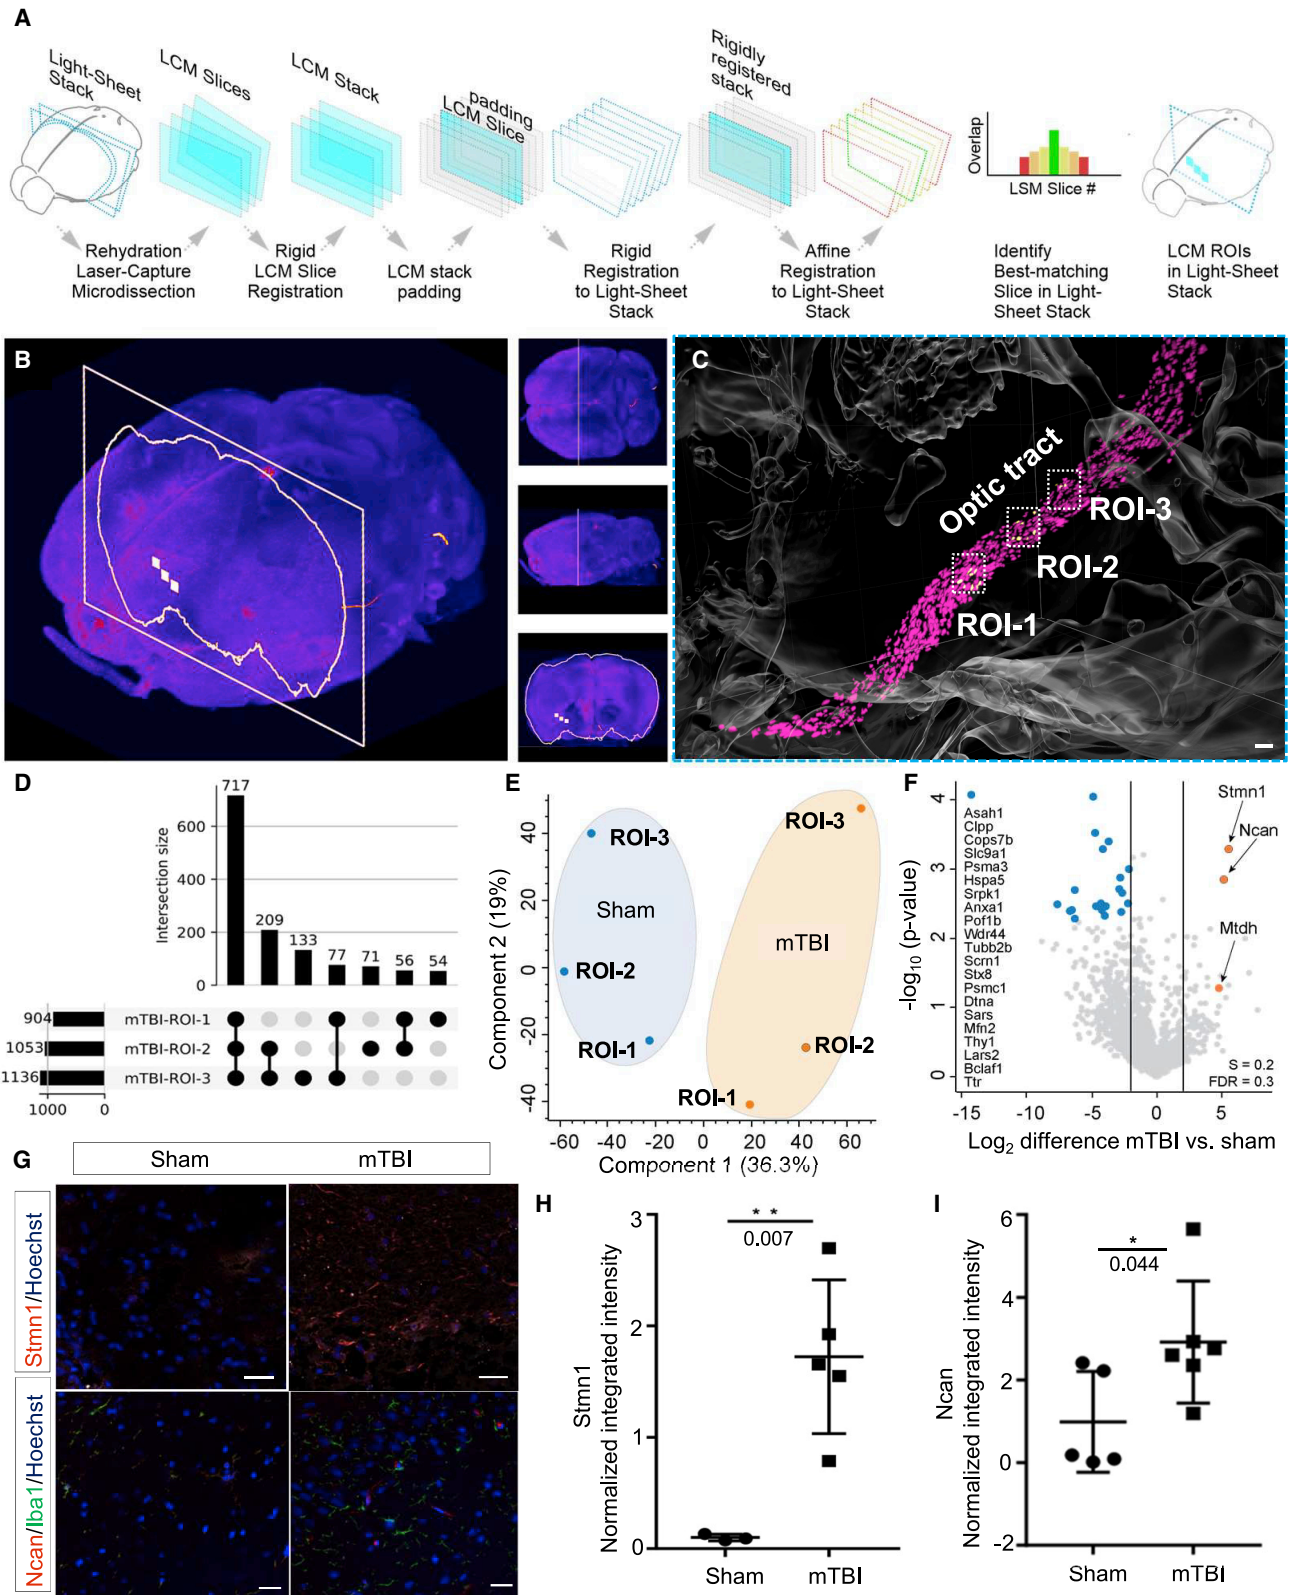 A
Light-Sheet
Stack
LCM Slices
LCM Stack
padding
LCM Slice
Rigidly
registered
stack
Overlap
LSM Slice #
Rehydration
Laser-Capture
Microdissection
Rigid
LCM Slice
Registration
LCM stack
padding
Rigid
Registration
to Light-Sheet
Stack
Affine
Registration
to Light-Sheet
Stack
Identify
Best-matching
Slice in Light-
Sheet Stack
LCM ROIs
in Light-Sheet
Stack
B
C
Optic tract
ROI-3
ROI-2
ROI-1
D
717
209
133
77
71
56
54
Intersection size
600
400
200
0
904
mTBI-ROI-1
1053
mTBI-ROI-2
1136
mTBI-ROI-3
1000
0
E
40
20
0
-20
-40
Component 2 (19%)
ROI-3
Sham
ROI-2
ROI-1
ROI-3
mTBI
ROI-2
ROI-1
-60
-40
-20
0
20
40
60
Component 1 (36.3%)
F
4
3
2
1
0
-log10 (p-value)
Asah1
Clpp
Cops7b
Slc9a1
Psma3
Hspa5
Srpk1
Anxa1
Pof1b
Wdr44
Tubb2b
Scrn1
Stx8
Psmc1
Dtna
Sars
Mfn2
Thy1
Lars2
Bclaf1
Ttr
Stmn1
Ncan
Mtdh
S = 0.2
FDR = 0.3
-15
-10
-5
0
5
Log2 difference mTBI vs. sham
G
Sham
mTBI
Stmn1/Hoechst
Ncan/Iba1/Hoechst
H
Stmn1
Normalized integrated intensity
3
2
1
0
* *
0.007
Sham
mTBI
I
Ncan
Normalized integrated intensity
6
4
2
0
-2
*
0.044
Sham
mTBI